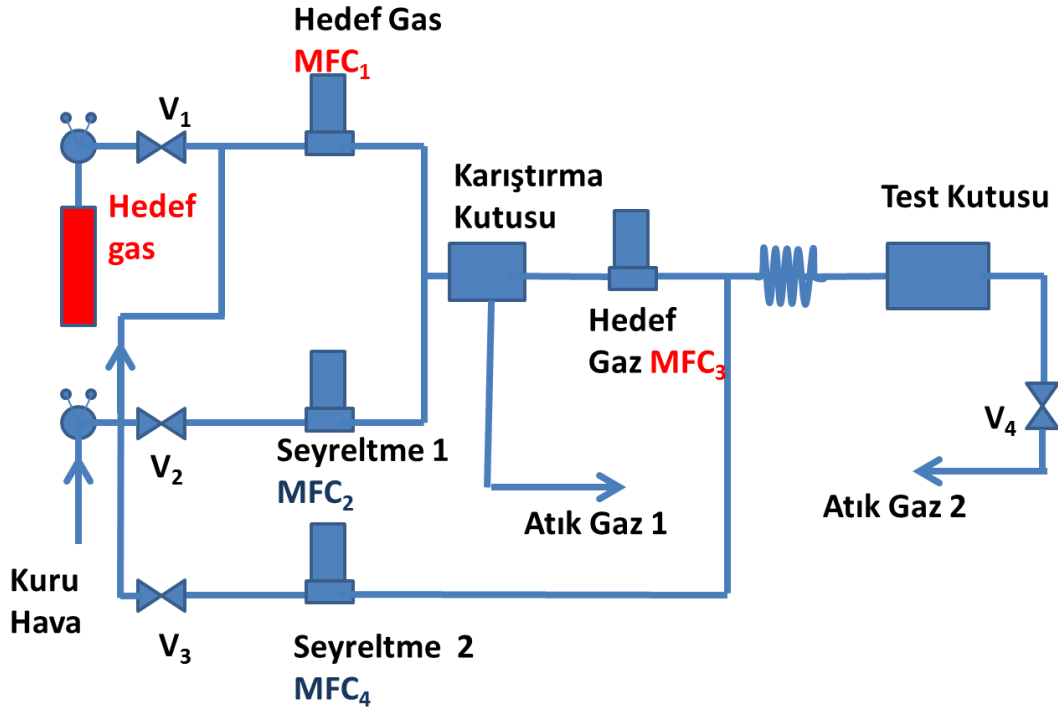 Hedef Gas
MFC₁
V₁
Hedef
gas
Karıştırma
Kutusu
Test Kutusu
Hedef
Gaz MFC₃
V₄
V₂
Seyreltme 1
MFC₂
Atık Gaz 1
Atık Gaz 2
Kuru
Hava
V₃
Seyreltme 2
MFC₄